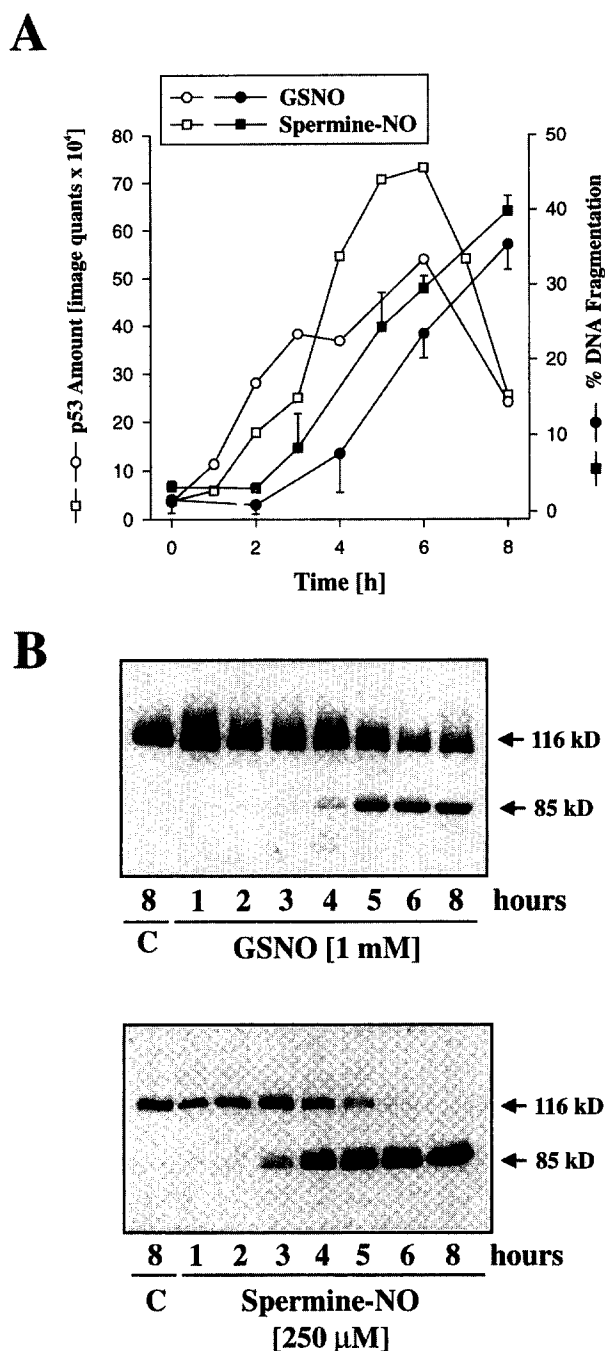 A
GSNO
Spermine-NO
p53 Amount [image quants x 10⁴]
80
70
60
50
40
30
20
10
0
50
40
30
20
10
0
% DNA Fragmentation
0 2 4 6 8
Time [h]
B
116 kD
85 kD
8 1 2 3 4 5 6 8 hours
C GSNO [1 mM]
116 kD
85 kD
8 1 2 3 4 5 6 8 hours
C Spermine-NO
[250 µM]